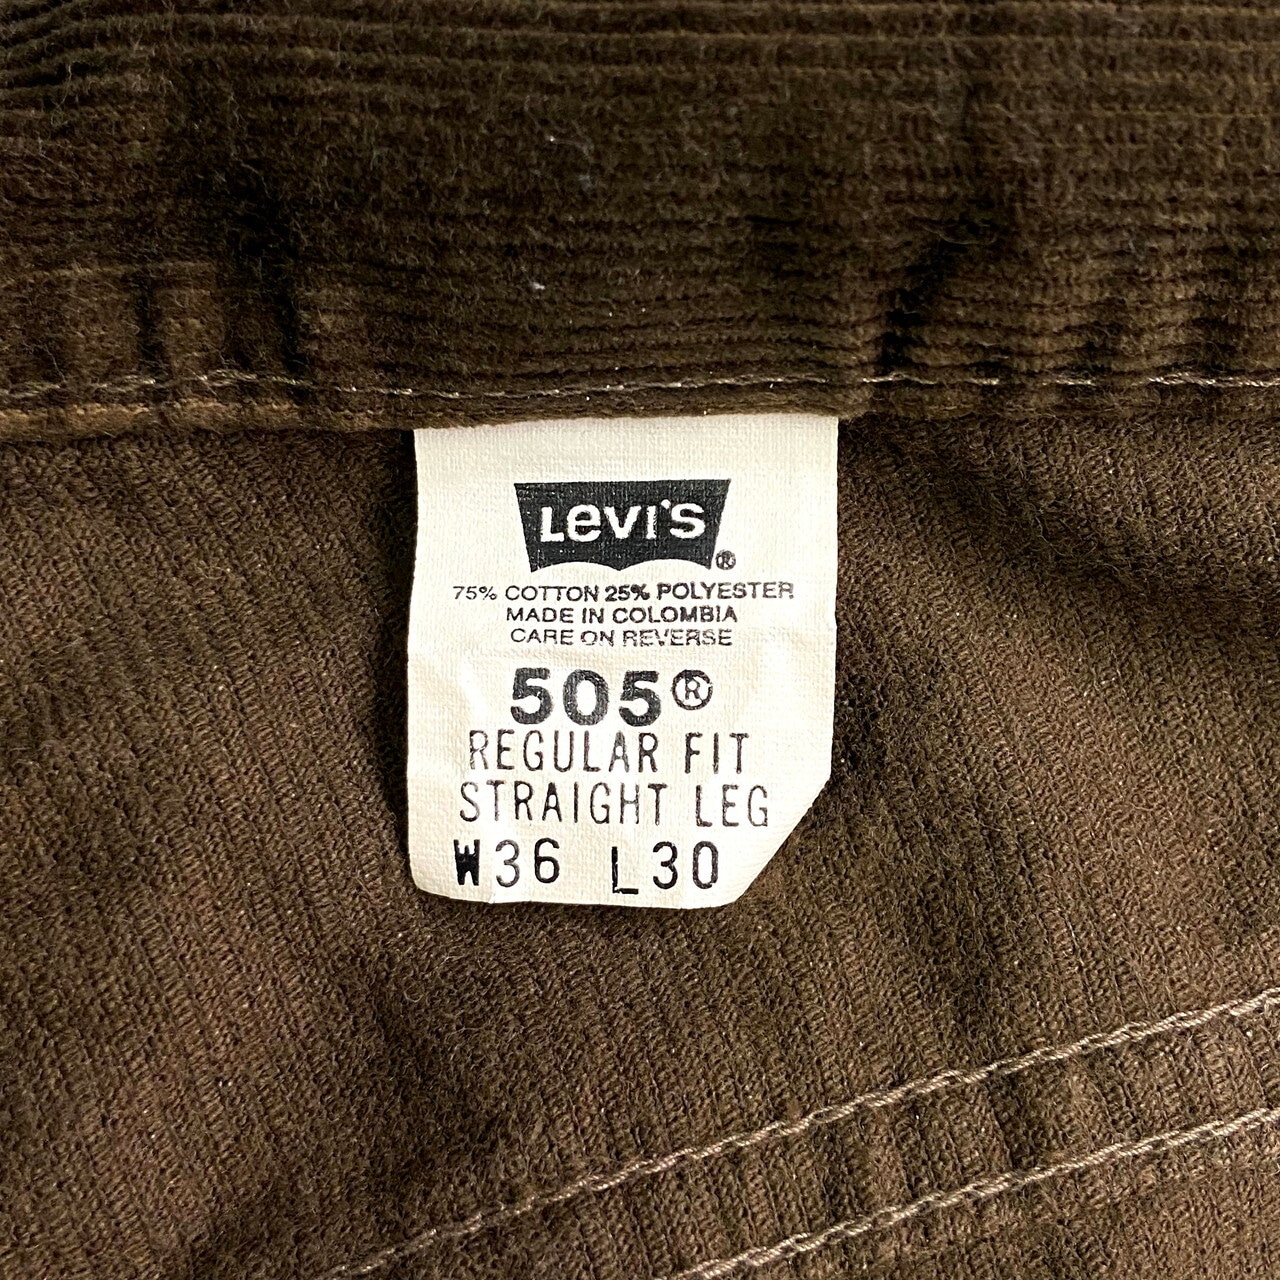 Levi's®
75% COTTON 25% POLYESTER
MADE IN COLOMBIA
CARE ON REVERSE
505®
REGULAR FIT
STRAIGHT LEG
W36 L30